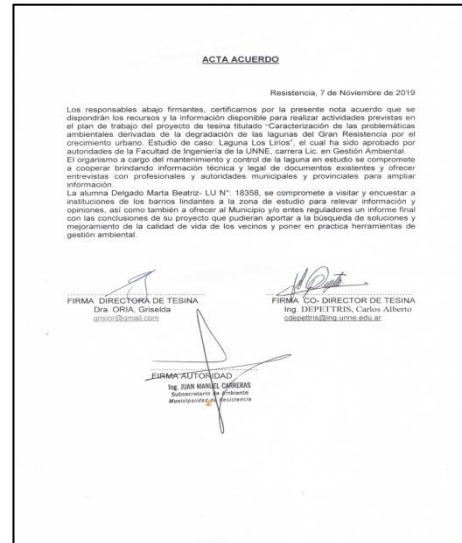 ACTA ACUERDO
Resistencia, 7 de Noviembre de 2019
Los responsables abajo firmantes, certificamos por la presente nota acuerdo que se
dispondrán los recursos y la información disponible para realizar actividades previstas en
el plan de trabajo del proyecto de tesina titulado "Caracterización de las problemáticas
ambientales derivadas de la degradación de las lagunas del Gran Resistencia por el
crecimiento urbano. Estudio de caso: Laguna Los Lirios", el cual ha sido aprobado por
autoridades de la Facultad de Ingeniería de la UNNE, carrera Lic. en Gestión Ambiental.
El organismo a cargo del mantenimiento y control de la laguna en estudio se compromete
a cooperar brindando información técnica y legal de documentos existentes y ofrecer
entrevistas con profesionales y autoridades municipales y provinciales para ampliar
información.
La alumna Delgado Marta Beatriz- LU N°: 18358, se compromete a visitar y encuestar a
instituciones de los barrios lindantes a la zona de estudio para relevar información y
opiniones, así como también a ofrecer al Municipio y/o entes reguladores un informe final
con las conclusiones de su proyecto que pudieran aportar a la búsqueda de soluciones y
mejoramiento de la calidad de vida de los vecinos y poner en practica herramientas de
gestión ambiental.
FIRMA DIRECTORA DE TESINA
Dra. ORIA, Griselda
grisior@gmail.com
FIRMA CO- DIRECTOR DE TESINA
Ing. DEPETTRIS, Carlos Alberto
cdepettris@ing.unne.edu.ar
FIRMA AUTORIDAD
Ing. JUAN MANUEL CARRERAS
Subsecretario de Ambiente
Municipalidad de Resistencia